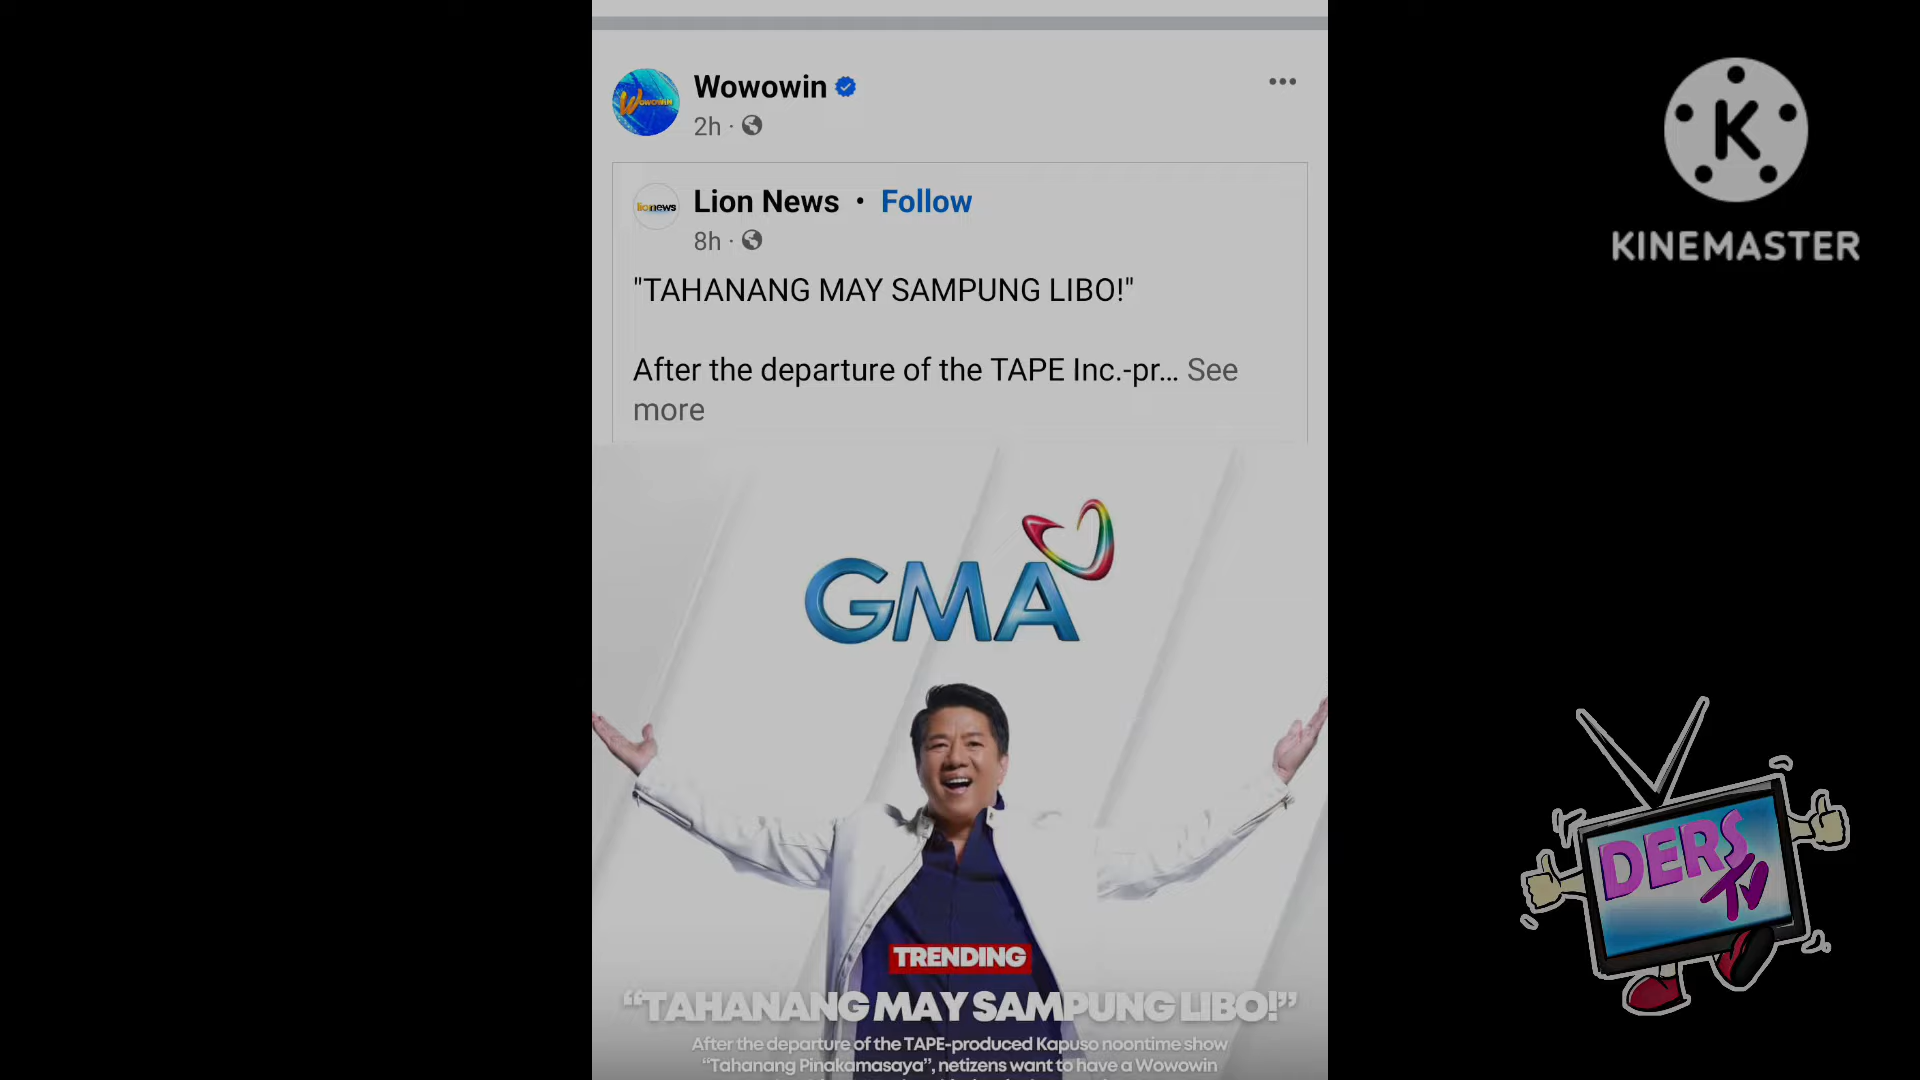 Wowowin
2h ·
Wowowin
lionews
Lion News • Follow
8h ·
"TAHANANG MAY SAMPUNG LIBO!"
After the departure of the TAPE Inc.-pr... See
more
GMA
TRENDING
“TAHANANG MAY SAMPUNG LIBO!”
After the departure of the TAPE-produced Kapuso noontime show
“Tahanang Pinakamasaya”, netizens want to have a Wowowin
K
KINEMASTER
DERS
TV